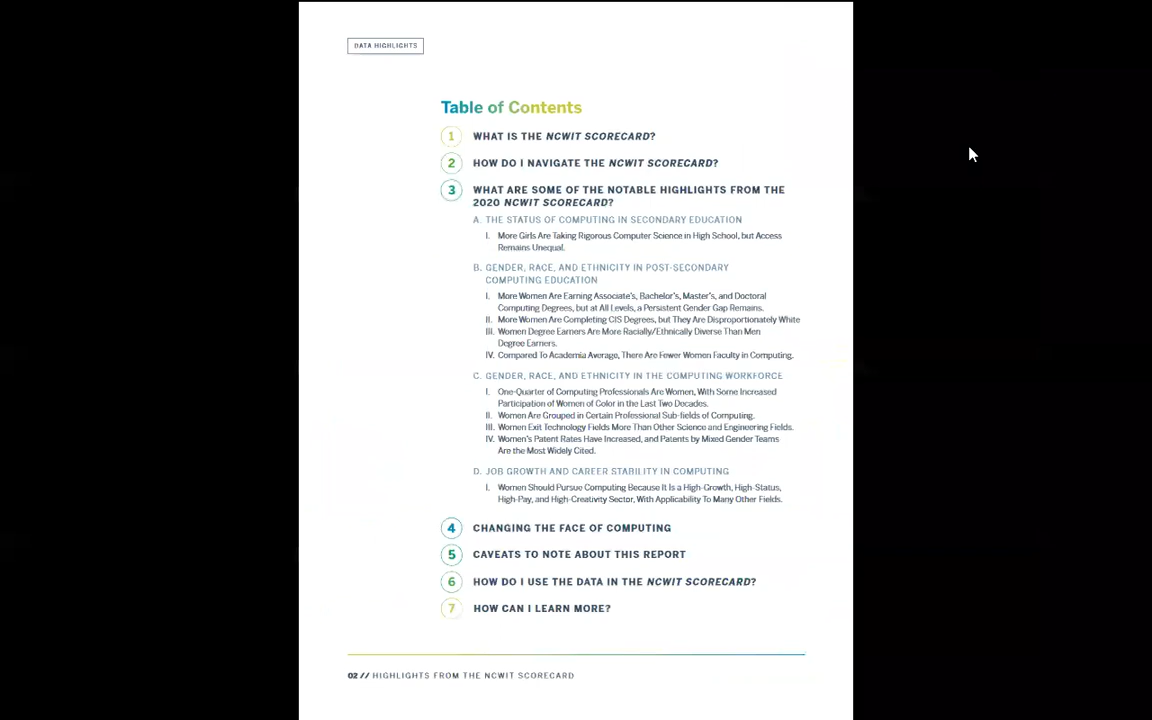 DATA HIGHLIGHTS
Table of Contents
1 WHAT IS THE NCWIT SCORECARD?
2 HOW DO I NAVIGATE THE NCWIT SCORECARD?
3 WHAT ARE SOME OF THE NOTABLE HIGHLIGHTS FROM THE
2020 NCWIT SCORECARD?
A. THE STATUS OF COMPUTING IN SECONDARY EDUCATION
I. More Girls Are Taking Rigorous Computer Science in High School, but Access
Remains Unequal.
B. GENDER, RACE, AND ETHNICITY IN POST-SECONDARY
COMPUTING EDUCATION
I. More Women Are Earning Associate's, Bachelor's, Master's, and Doctoral
Computing Degrees, but at All Levels, a Persistent Gender Gap Remains.
II. More Women Are Completing CIS Degrees, but They Are Disproportionately White
III. Women Degree Earners Are More Racially/Ethnically Diverse Than Men
Degree Earners.
IV. Compared To Academia Average, There Are Fewer Women Faculty in Computing.
C. GENDER, RACE, AND ETHNICITY IN THE COMPUTING WORKFORCE
I. One-Quarter of Computing Professionals Are Women, With Some Increased
Participation of Women of Color in the Last Two Decades.
II. Women Are Grouped in Certain Professional Sub-fields of Computing.
III. Women Exit Technology Fields More Than Other Science and Engineering Fields.
IV. Women's Patent Rates Have Increased, and Patents by Mixed Gender Teams
Are the Most Widely Cited.
D. JOB GROWTH AND CAREER STABILITY IN COMPUTING
I. Women Should Pursue Computing Because It Is a High-Growth, High-Status,
High-Pay, and High-Creativity Sector, With Applicability To Many Other Fields.
4 CHANGING THE FACE OF COMPUTING
5 CAVEATS TO NOTE ABOUT THIS REPORT
6 HOW DO I USE THE DATA IN THE NCWIT SCORECARD?
7 HOW CAN I LEARN MORE?
02 // HIGHLIGHTS FROM THE NCWIT SCORECARD